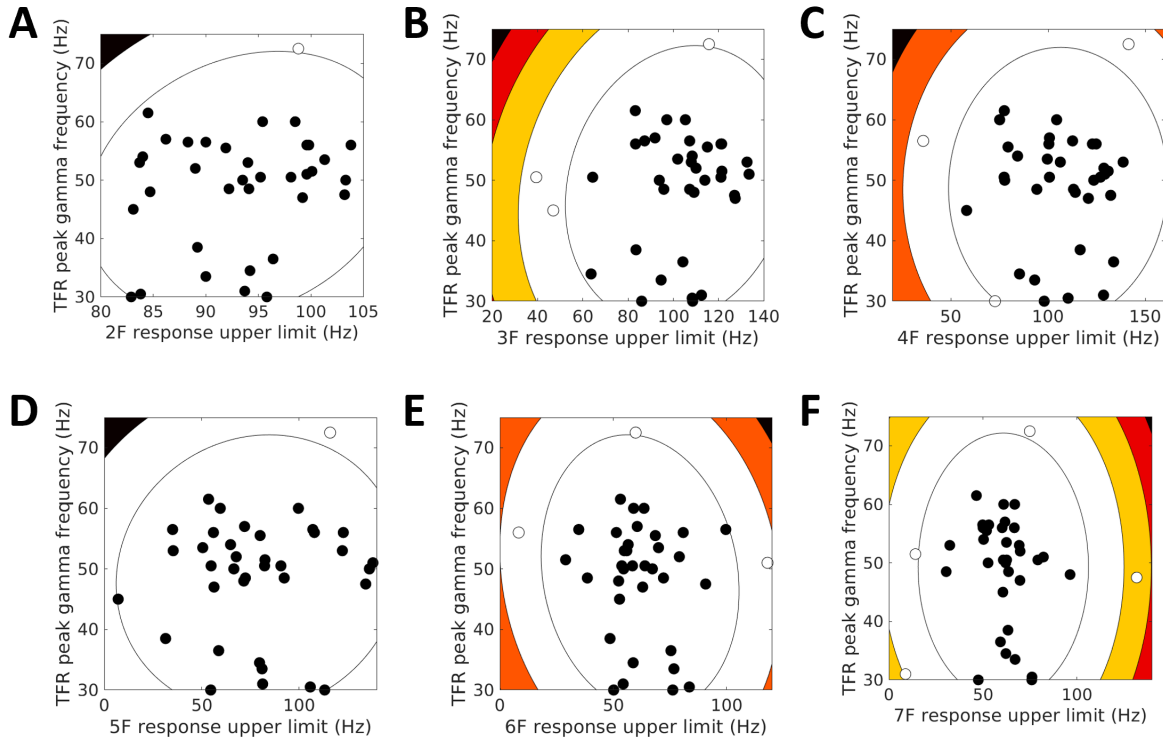 A
TFR peak gamma frequency (Hz)
70
60
50
40
30
80 85 90 95 100 105
2F response upper limit (Hz)
B
TFR peak gamma frequency (Hz)
70
60
50
40
30
20 40 60 80 100 120 140
3F response upper limit (Hz)
C
TFR peak gamma frequency (Hz)
70
60
50
40
30
50 100 150
4F response upper limit (Hz)
D
TFR peak gamma frequency (Hz)
70
60
50
40
30
0 50 100
5F response upper limit (Hz)
E
TFR peak gamma frequency (Hz)
70
60
50
40
30
0 50 100
6F response upper limit (Hz)
F
TFR peak gamma frequency (Hz)
70
60
50
40
30
0 50 100
7F response upper limit (Hz)